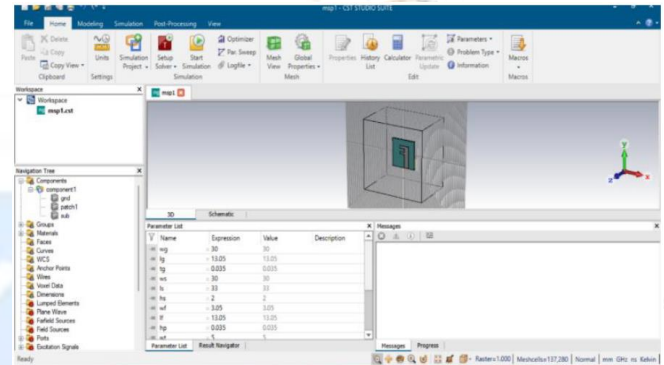 msp1 - CST STUDIO SUITE
File Home Modeling Simulation Post-Processing View
Paste
Delete
Copy
Copy View
Clipboard
Units
Settings
Simulation Project
Setup Solver
Start Simulation
Optimizer
Par. Sweep
Logfile
Simulation
Mesh View
Global Properties
Mesh
Properties
History List
Calculator
Parametric Update
Parameters
Problem Type
Information
Edit
Macros
Macros
Workspace X
Workspace
msp1.cst
msp1
Navigation Tree X
Components
component1
gnd
patch1
sub
Groups
Materials
Faces
Curves
WCS
Anchor Points
Wires
Voxel Data
Dimensions
Lumped Elements
Plane Wave
Farfield Sources
Field Sources
Ports
Excitation Signals
y
z x
3D Schematic
Parameter List X
Name Expression Value Description
wg = 30 30
lg = 13.05 13.05
tg = 0.035 0.035
ws = 30 30
ls = 33 33
hs = 2 2
wf = 3.05 3.05
lf = 13.05 13.05
hp = 0.035 0.035
Parameter List Result Navigator
Messages X
Messages Progress
Ready
Raster=1.000 Meshcells=137,280 Normal mm GHz ns Kelvin